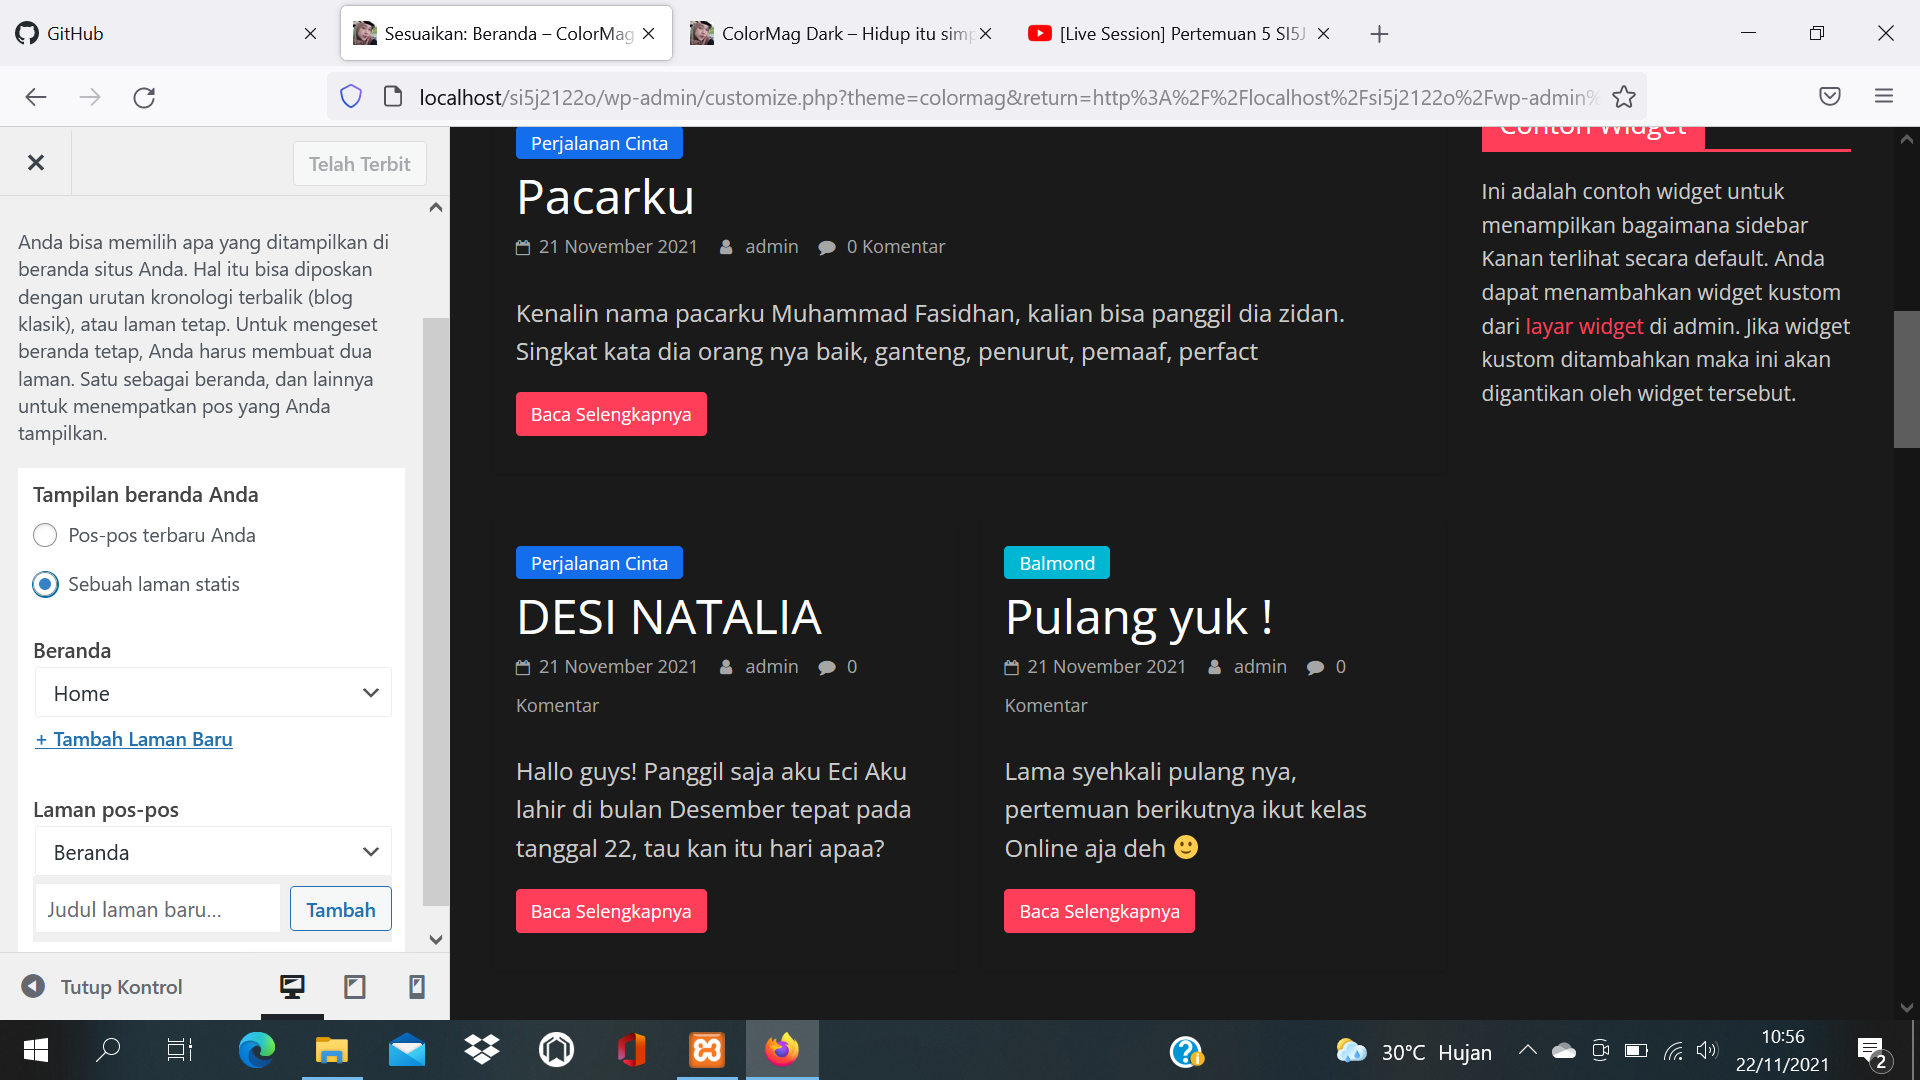 GitHub
Sesuaikan: Beranda – ColorMag
ColorMag Dark – Hidup itu simp
[Live Session] Pertemuan 5 SI5J
localhost/si5j2122o/wp-admin/customize.php?theme=colormag&return=http%3A%2F%2Flocalhost%2Fsi5j2122o%2Fwp-admin%
Telah Terbit
Anda bisa memilih apa yang ditampilkan di
beranda situs Anda. Hal itu bisa diposkan
dengan urutan kronologi terbalik (blog
klasik), atau laman tetap. Untuk mengeset
beranda tetap, Anda harus membuat dua
laman. Satu sebagai beranda, dan lainnya
untuk menempatkan pos yang Anda
tampilkan.
Tampilan beranda Anda
Pos-pos terbaru Anda
Sebuah laman statis
Beranda
Home
+ Tambah Laman Baru
Laman pos-pos
Beranda
Judul laman baru...
Tambah
Tutup Kontrol
Perjalanan Cinta
Pacarku
21 November 2021 admin 0 Komentar
Kenalin nama pacarku Muhammad Fasidhan, kalian bisa panggil dia zidan.
Singkat kata dia orang nya baik, ganteng, penurut, pemaaf, perfact
Baca Selengkapnya
Perjalanan Cinta
DESI NATALIA
21 November 2021 admin 0
Komentar
Hallo guys! Panggil saja aku Eci Aku
lahir di bulan Desember tepat pada
tanggal 22, tau kan itu hari apaa?
Baca Selengkapnya
Balmond
Pulang yuk !
21 November 2021 admin 0
Komentar
Lama syehkali pulang nya,
pertemuan berikutnya ikut kelas
Online aja deh 🙂
Baca Selengkapnya
Contoh Widget
Ini adalah contoh widget untuk
menampilkan bagaimana sidebar
Kanan terlihat secara default. Anda
dapat menambahkan widget kustom
dari layar widget di admin. Jika widget
kustom ditambahkan maka ini akan
digantikan oleh widget tersebut.
30°C Hujan
10:56
22/11/2021
2